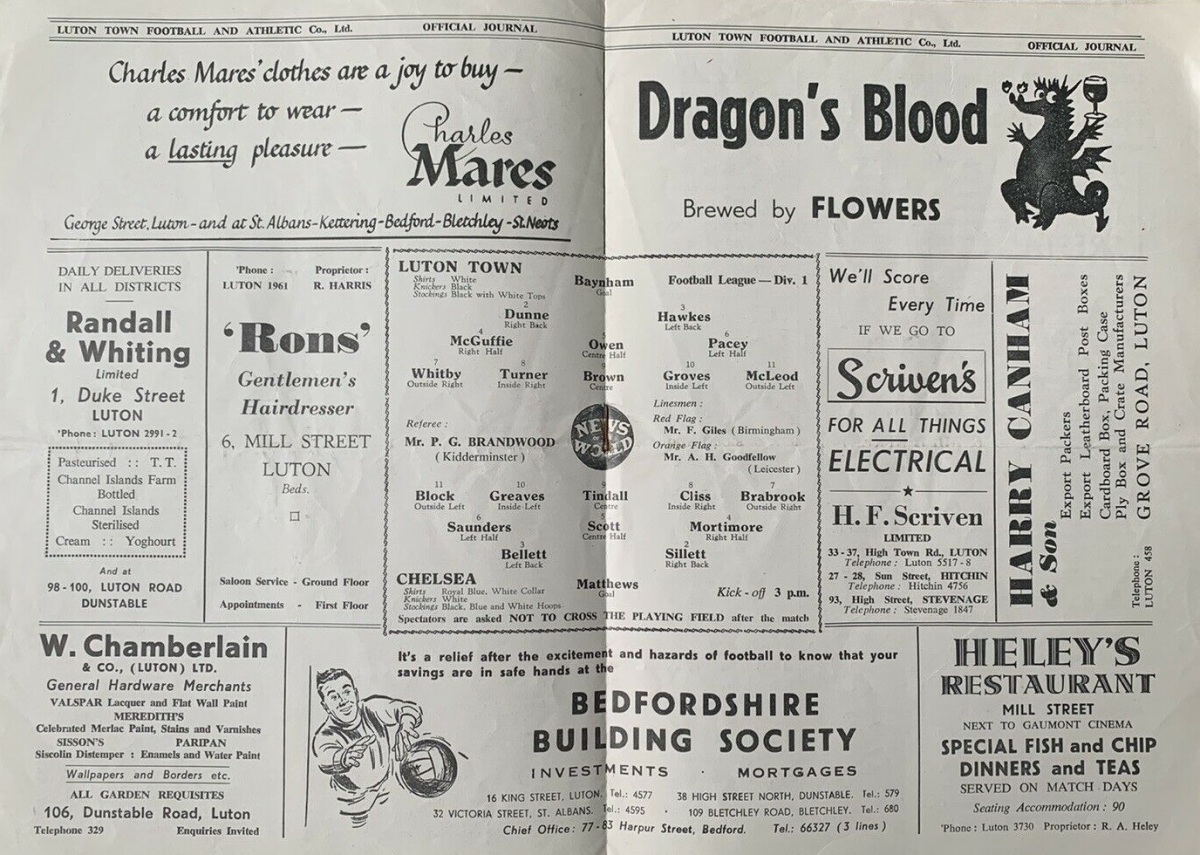 LUTON TOWN FOOTBALL AND ATHLETIC Co., Ltd. OFFICIAL JOURNAL
Charles Mares' clothes are a joy to buy —
a comfort to wear —
a lasting pleasure —
Charles
Mares
LIMITED
George Street, Luton - and at St. Albans - Kettering - Bedford - Bletchley - St. Neots
LUTON TOWN FOOTBALL AND ATHLETIC Co., Ltd. OFFICIAL JOURNAL
Dragon's Blood
Brewed by FLOWERS
DAILY DELIVERIES
IN ALL DISTRICTS
Randall
& Whiting
Limited
1, Duke Street
LUTON
'Phone: LUTON 2991-2
Pasteurised :: T.T.
Channel Islands Farm
Bottled
Channel Islands
Sterilised
Cream :: Yoghourt
And at
98-100, LUTON ROAD
DUNSTABLE
'Phone : Proprietor :
LUTON 1961 R. HARRIS
'Rons'
Gentlemen's
Hairdresser
6, MILL STREET
LUTON
Beds.
Saloon Service - Ground Floor
Appointments - First Floor
LUTON TOWN
Shirts White
Knickers Black
Stockings Black with White Tops
Baynham
Goal
Football League — Div. 1
2
Dunne
Right Back
3
Hawkes
Left Back
4
McGuffie
Right Half
5
Owen
Centre Half
6
Pacey
Left Half
7
Whitby
Outside Right
8
Turner
Inside Right
9
Brown
Centre
10
Groves
Inside Left
11
McLeod
Outside Left
Referee :
Mr. P. G. BRANDWOOD
( Kidderminster )
NEWS
OF THE
WORLD
Linesmen :
Red Flag :
Mr. F. Giles (Birmingham)
Orange Flag :
Mr. A. H. Goodfellow
(Leicester)
11
Block
Outside Left
10
Greaves
Inside Left
9
Tindall
Centre
8
Cliss
Inside Right
7
Brabrook
Outside Right
6
Saunders
Left Half
5
Scott
Centre Half
4
Mortimore
Right Half
3
Bellett
Left Back
2
Sillett
Right Back
CHELSEA
Shirts Royal Blue, White Collar
Knickers White
Stockings Black, Blue and White Hoops
Matthews
Goal
Kick-off 3 p.m.
Spectators are asked NOT TO CROSS THE PLAYING FIELD after the match
We'll Score
Every Time
IF WE GO TO
Scriven's
FOR ALL THINGS
ELECTRICAL
H. F. Scriven
LIMITED
33-37, High Town Rd., LUTON
Telephone : Luton 5517-8
27-28, Sun Street, HITCHIN
Telephone : Hitchin 4756
93, High Street, STEVENAGE
Telephone : Stevenage 1847
HARRY CANHAM
& Son
Export Packers
Export Leatherboard Post Boxes
Cardboard Box, Packing Case
Ply Box and Crate Manufacturers
GROVE ROAD, LUTON
Telephone :
LUTON 458
W. Chamberlain
& CO., (LUTON) LTD.
General Hardware Merchants
VALSPAR Lacquer and Flat Wall Paint
MEREDITH'S
Celebrated Merlac Paint, Stains and Varnishes
SISSON'S PARIPAN
Siscolin Distemper : Enamels and Water Paint
Wallpapers and Borders etc.
ALL GARDEN REQUISITES
106, Dunstable Road, Luton
Telephone 329 Enquiries Invited
It's a relief after the excitement and hazards of football to know that your
savings are in safe hands at the
BEDFORDSHIRE
BUILDING SOCIETY
INVESTMENTS · MORTGAGES
16 KING STREET, LUTON. Tel.: 4577 38 HIGH STREET NORTH, DUNSTABLE. Tel.: 579
32 VICTORIA STREET, ST. ALBANS. Tel.: 4595 · 109 BLETCHLEY ROAD, BLETCHLEY. Tel.: 680
Chief Office: 77-83 Harpur Street, Bedford. Tel.: 66327 (3 lines)
HELEY'S
RESTAURANT
MILL STREET
NEXT TO GAUMONT CINEMA
SPECIAL FISH and CHIP
DINNERS and TEAS
SERVED ON MATCH DAYS
Seating Accommodation : 90
'Phone : Luton 3730 Proprietor : R. A. Heley